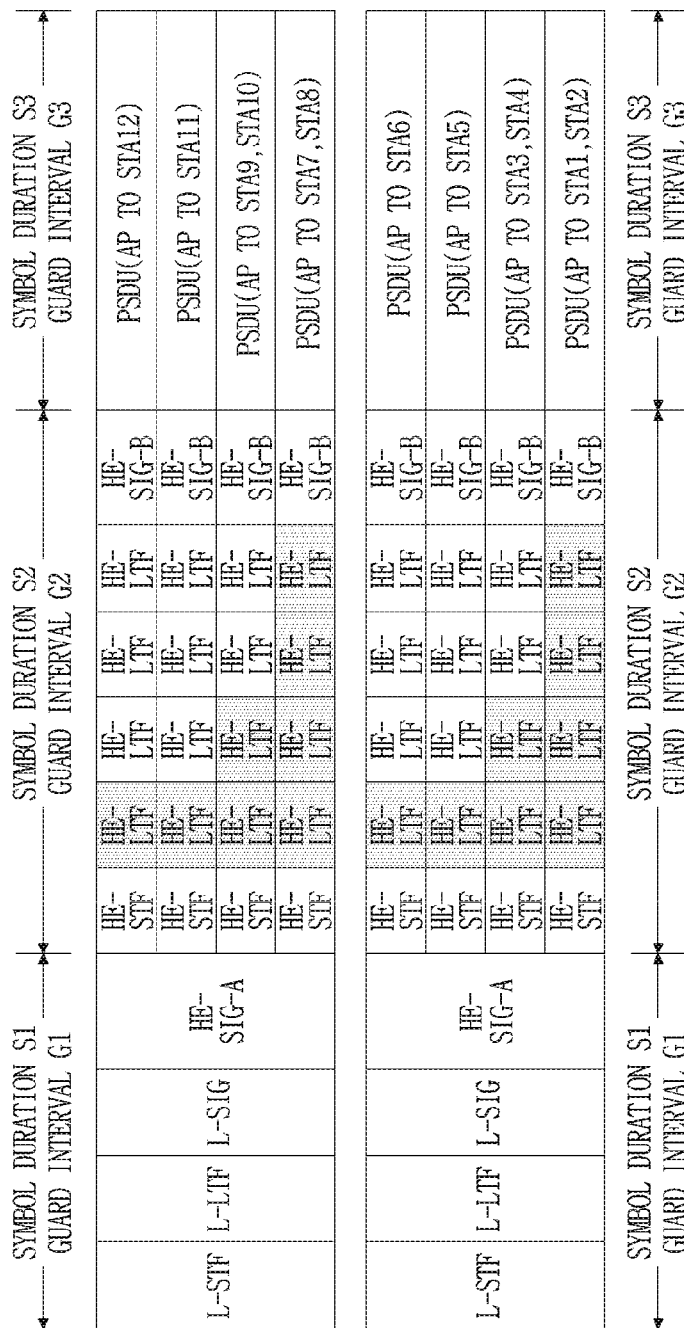 SYMBOL DURATION S1
GUARD INTERVAL G1
SYMBOL DURATION S2
GUARD INTERVAL G2
SYMBOL DURATION S3
GUARD INTERVAL G3
L-STF
L-LTF
L-SIG
HE-
SIG-A
HE-
STF
HE-
LTF
HE-
LTF
HE-
LTF
HE-
LTF
HE-
SIG-B
PSDU(AP TO STA12)
HE-
STF
HE-
LTF
HE-
LTF
HE-
LTF
HE-
LTF
HE-
SIG-B
PSDU(AP TO STA11)
HE-
STF
HE-
LTF
HE-
LTF
HE-
LTF
HE-
LTF
HE-
SIG-B
PSDU(AP TO STA9,STA10)
HE-
STF
HE-
LTF
HE-
LTF
HE-
LTF
HE-
LTF
HE-
SIG-B
PSDU(AP TO STA7,STA8)
L-STF
L-LTF
L-SIG
HE-
SIG-A
HE-
STF
HE-
LTF
HE-
LTF
HE-
LTF
HE-
LTF
HE-
SIG-B
PSDU(AP TO STA6)
HE-
STF
HE-
LTF
HE-
LTF
HE-
LTF
HE-
LTF
HE-
SIG-B
PSDU(AP TO STA5)
HE-
STF
HE-
LTF
HE-
LTF
HE-
LTF
HE-
LTF
HE-
SIG-B
PSDU(AP TO STA3,STA4)
HE-
STF
HE-
LTF
HE-
LTF
HE-
LTF
HE-
LTF
HE-
SIG-B
PSDU(AP TO STA1,STA2)
SYMBOL DURATION S1
GUARD INTERVAL G1
SYMBOL DURATION S2
GUARD INTERVAL G2
SYMBOL DURATION S3
GUARD INTERVAL G3